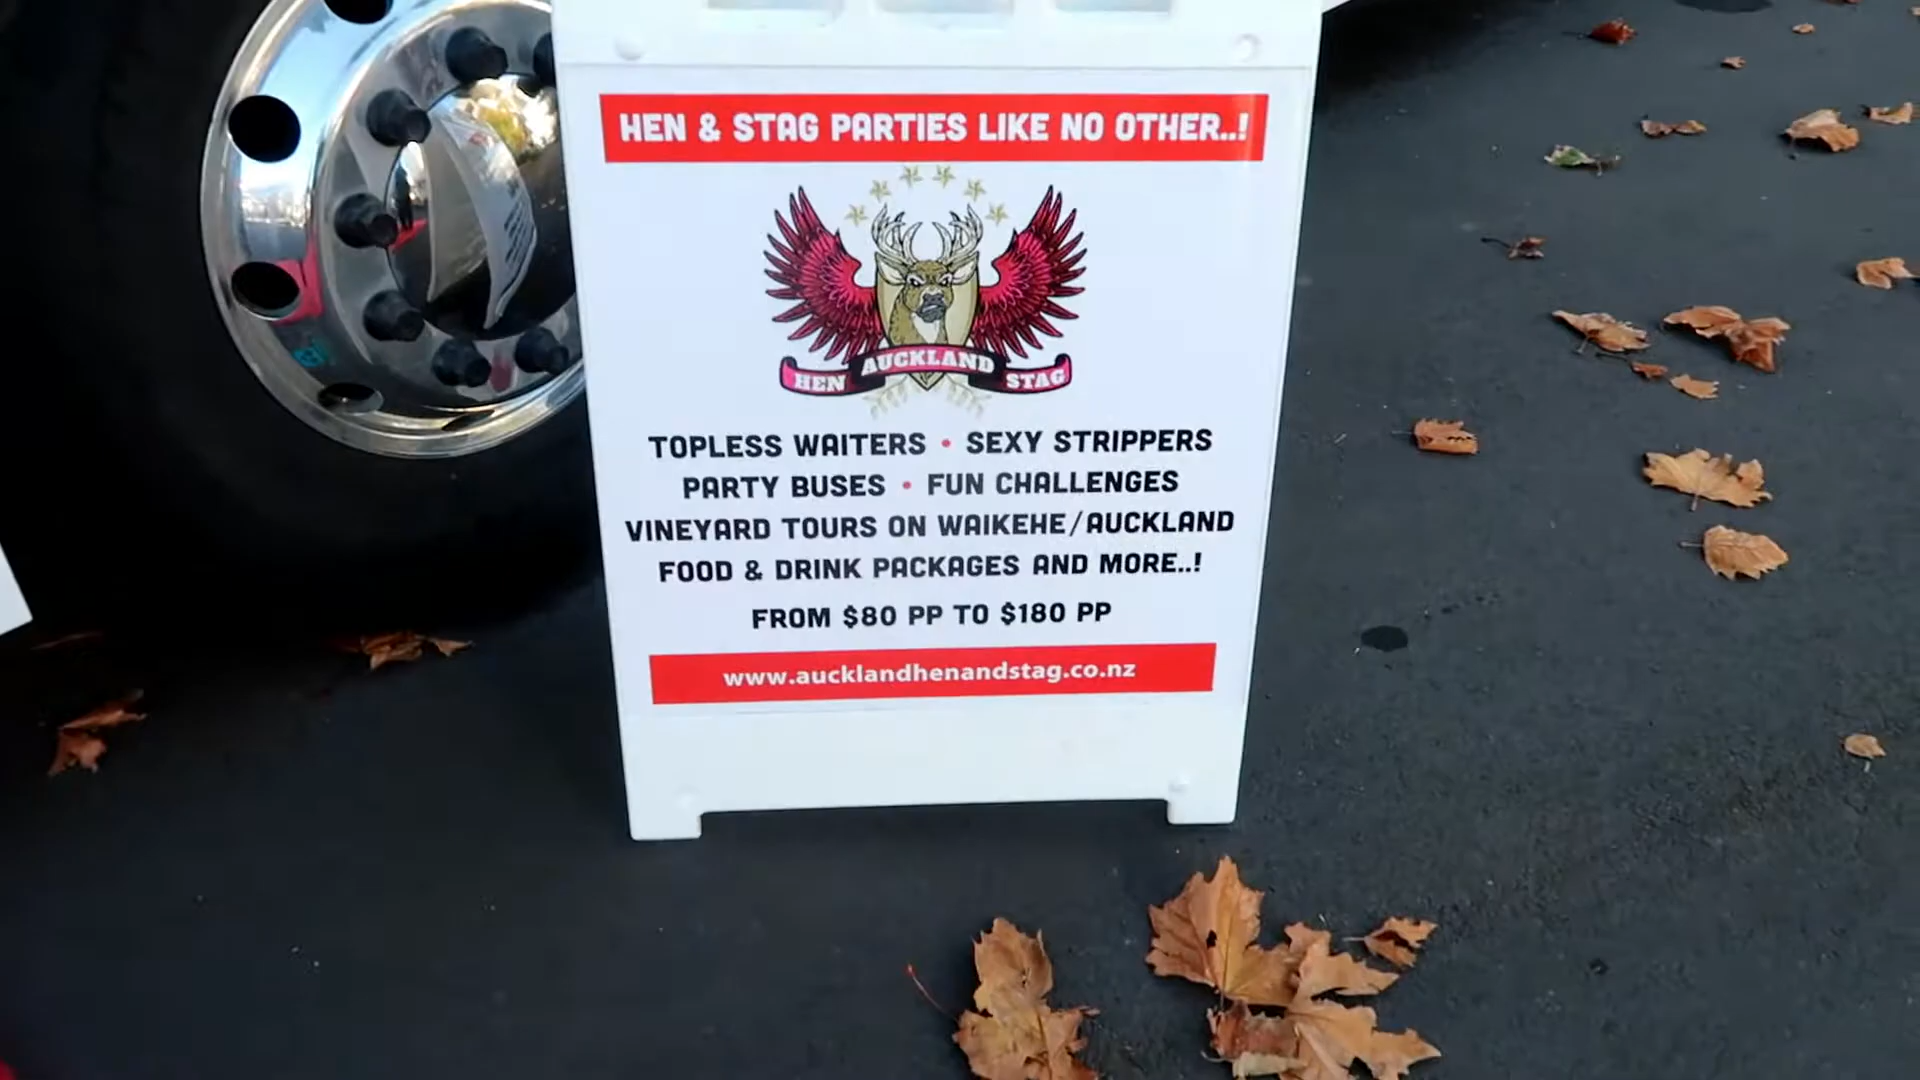 HEN & STAG PARTIES LIKE NO OTHER..!
AUCKLAND
HEN STAG
TOPLESS WAITERS • SEXY STRIPPERS
PARTY BUSES • FUN CHALLENGES
VINEYARD TOURS ON WAIKEHE/AUCKLAND
FOOD & DRINK PACKAGES AND MORE..!
FROM $80 PP TO $180 PP
www.aucklandhenandstag.co.nz